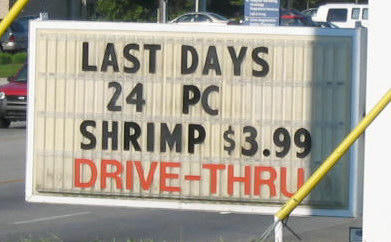 LAST DAYS
24 PC
SHRIMP $3.99
DRIVE-THRU